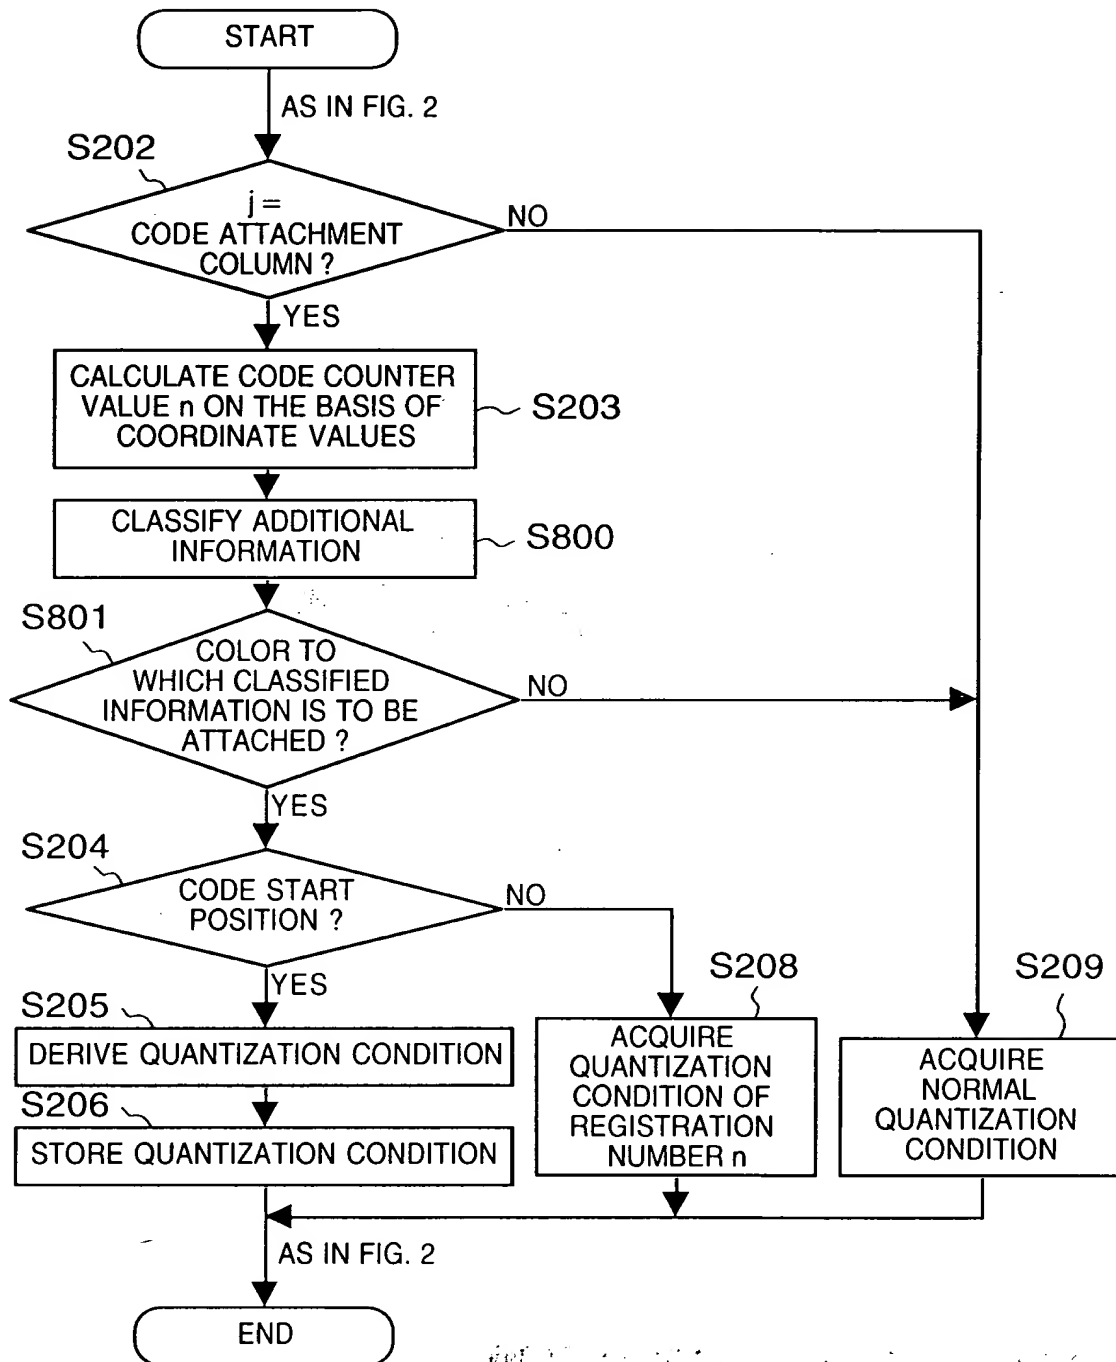 START
AS IN FIG. 2
S202
j =
CODE ATTACHMENT
COLUMN ?
NO
YES
CALCULATE CODE COUNTER
VALUE n ON THE BASIS OF
COORDINATE VALUES
S203
CLASSIFY ADDITIONAL
INFORMATION
S800
S801
COLOR TO
WHICH CLASSIFIED
INFORMATION IS TO BE
ATTACHED ?
NO
YES
S204
CODE START
POSITION ?
NO
YES
S205
DERIVE QUANTIZATION CONDITION
S206
STORE QUANTIZATION CONDITION
S208
ACQUIRE
QUANTIZATION
CONDITION OF
REGISTRATION
NUMBER n
S209
ACQUIRE
NORMAL
QUANTIZATION
CONDITION
AS IN FIG. 2
END